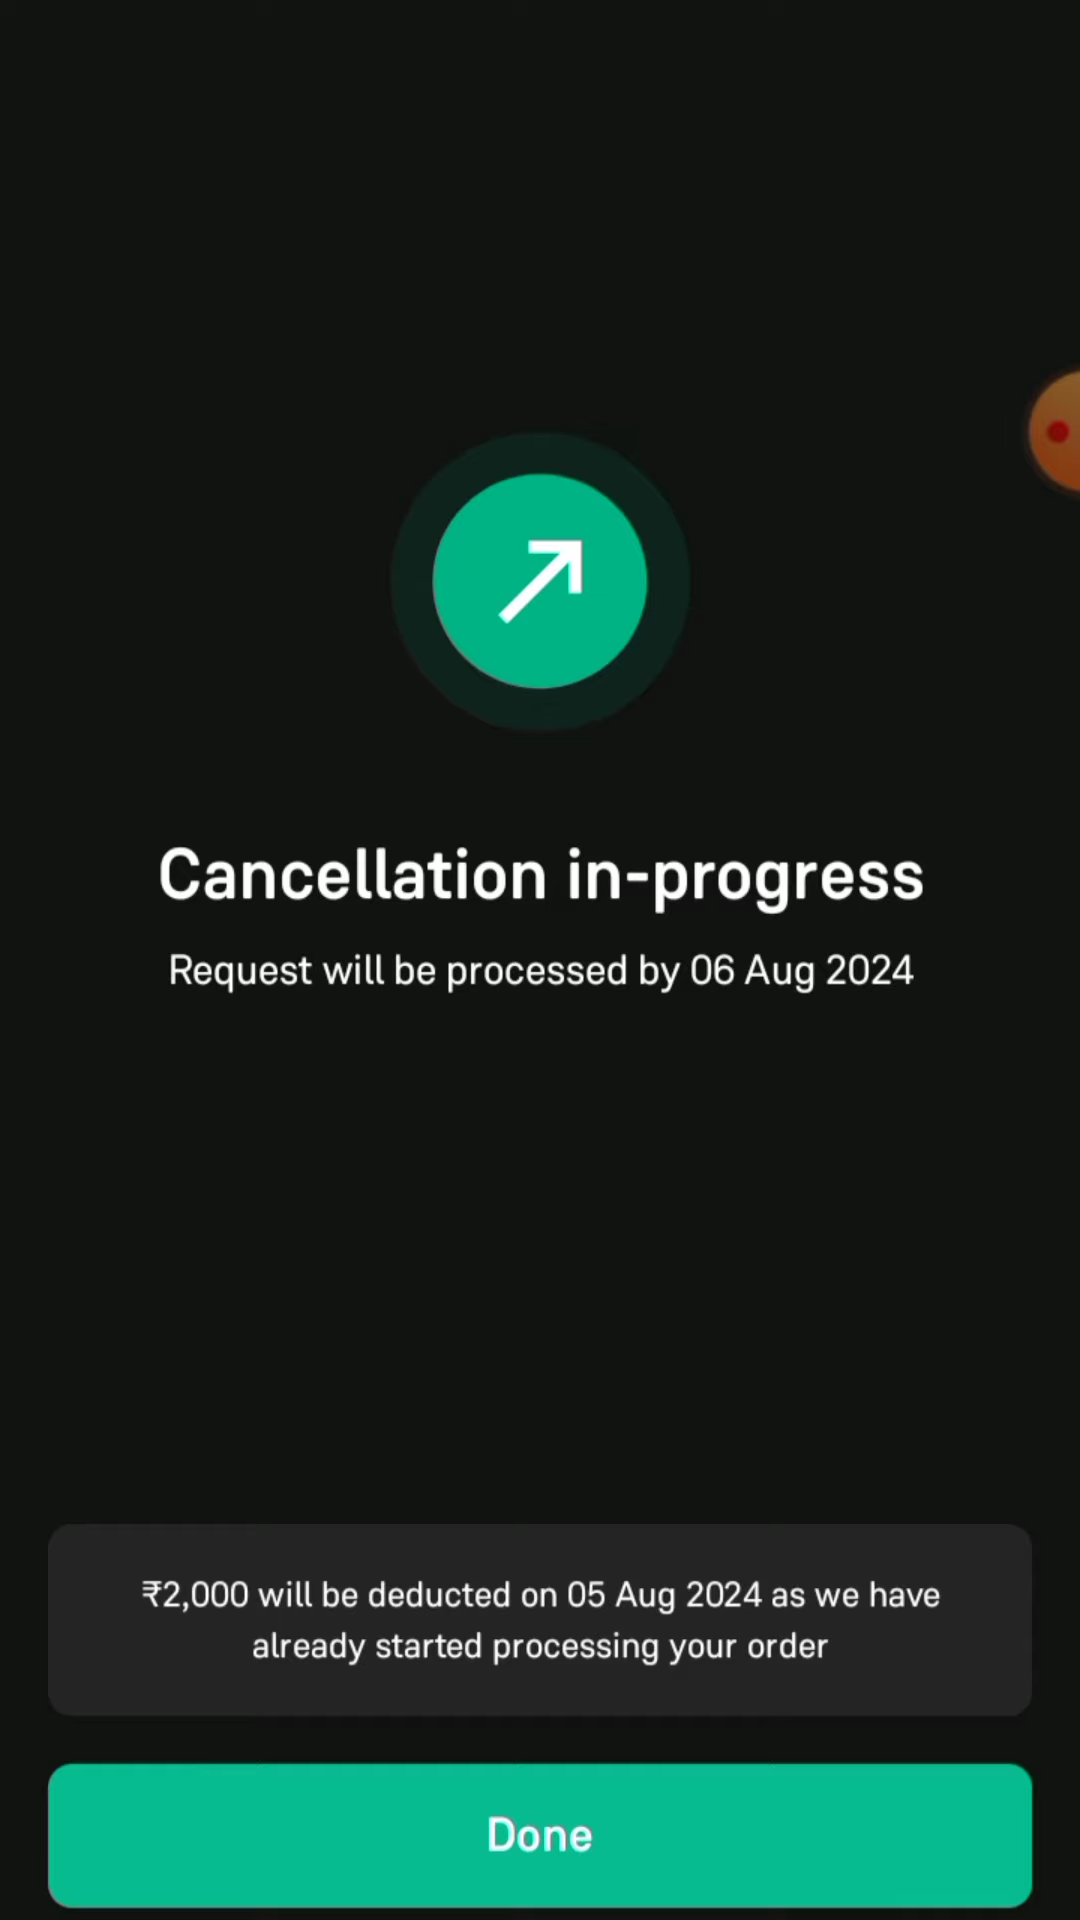 Cancellation in-progress
Request will be processed by 06 Aug 2024
₹2,000 will be deducted on 05 Aug 2024 as we have
already started processing your order
Done